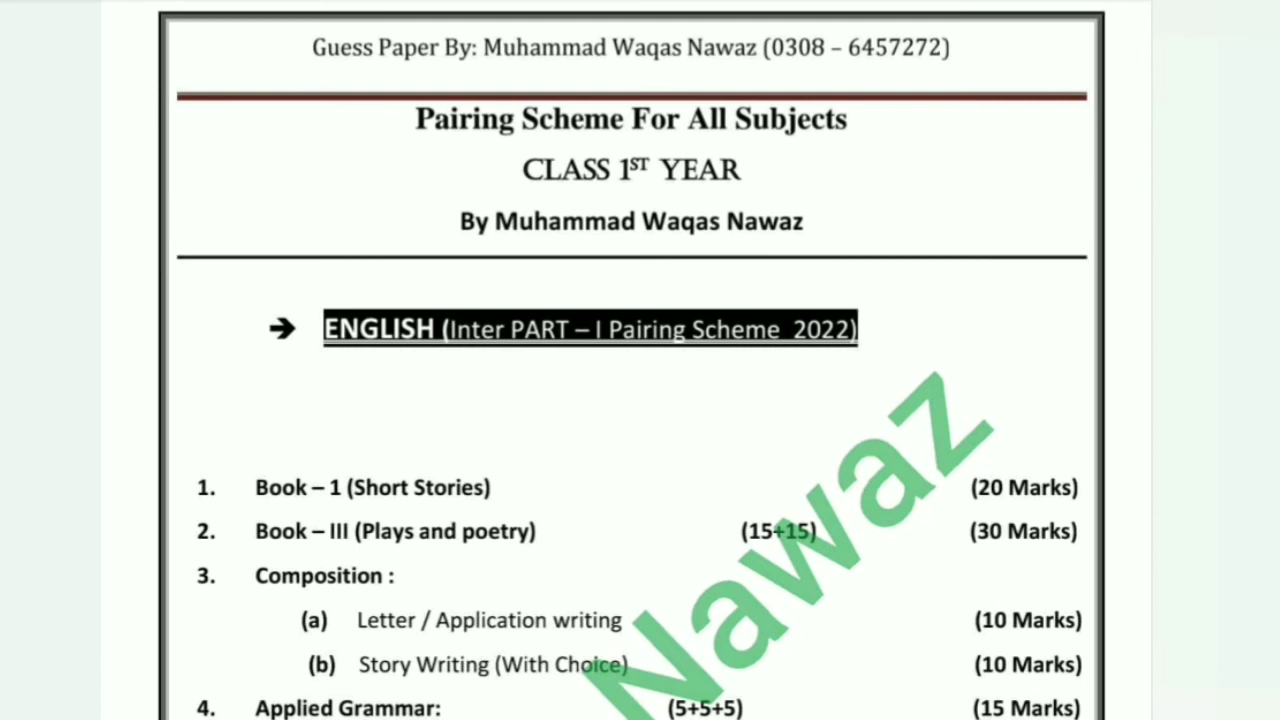 Guess Paper By: Muhammad Waqas Nawaz (0308 – 6457272)
Pairing Scheme For All Subjects
CLASS 1ST YEAR
By Muhammad Waqas Nawaz
➔ ENGLISH (Inter PART – I Pairing Scheme 2022)
1. Book – 1 (Short Stories) (20 Marks)
2. Book – III (Plays and poetry) (15+15) (30 Marks)
3. Composition :
(a) Letter / Application writing (10 Marks)
(b) Story Writing (With Choice) (10 Marks)
4. Applied Grammar: (5+5+5) (15 Marks)
Nawaz